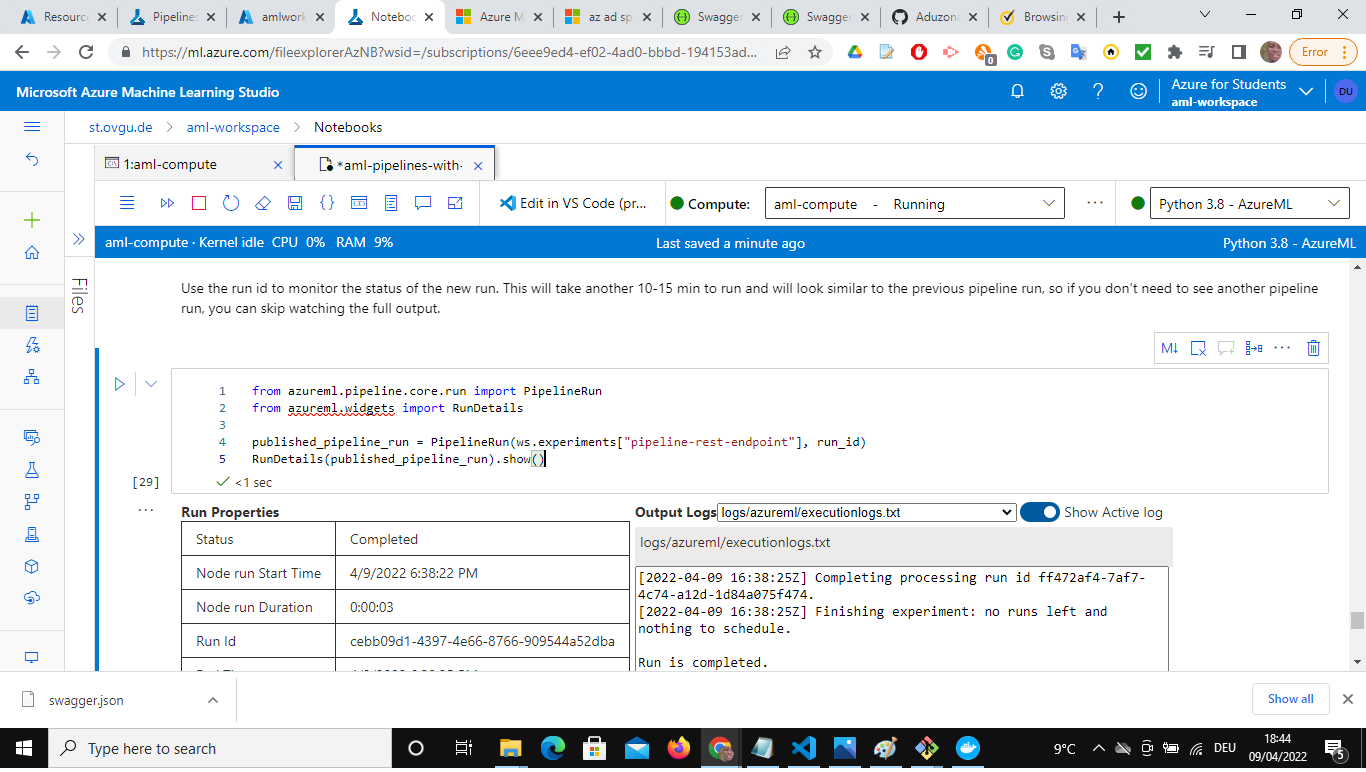 Resource
Pipelines
amlwork
Noteboo
Azure M
az ad sp
Swagger
Swagger
Aduzona
Browsing
https://ml.azure.com/fileexplorerAzNB?wsid=/subscriptions/6eee9ed4-ef02-4ad0-bbbd-194153ad...
0
Error
Microsoft Azure Machine Learning Studio
Azure for Students
aml-workspace
DU
st.ovgu.de > aml-workspace > Notebooks
1:aml-compute
*aml-pipelines-with-
Edit in VS Code (pr...
Compute:
aml-compute - Running
...
Python 3.8 - AzureML
aml-compute · Kernel idle CPU 0% RAM 9%
Last saved a minute ago
Python 3.8 - AzureML
Files
Use the run id to monitor the status of the new run. This will take another 10-15 min to run and will look similar to the previous pipeline run, so if you don't need to see another pipeline
run, you can skip watching the full output.
M↓
1 from azureml.pipeline.core.run import PipelineRun
2 from azureml.widgets import RunDetails
3
4 published_pipeline_run = PipelineRun(ws.experiments["pipeline-rest-endpoint"], run_id)
5 RunDetails(published_pipeline_run).show()
[29]
<1 sec
Run Properties
Status Completed
Node run Start Time 4/9/2022 6:38:22 PM
Node run Duration 0:00:03
Run Id cebb09d1-4397-4e66-8766-909544a52dba
Output Logs logs/azureml/executionlogs.txt Show Active log
logs/azureml/executionlogs.txt
[2022-04-09 16:38:25Z] Completing processing run id ff472af4-7af7-
4c74-a12d-1d84a075f474.
[2022-04-09 16:38:25Z] Finishing experiment: no runs left and
nothing to schedule.
Run is completed.
swagger.json
Show all
Type here to search
9°C
DEU
18:44
09/04/2022
5